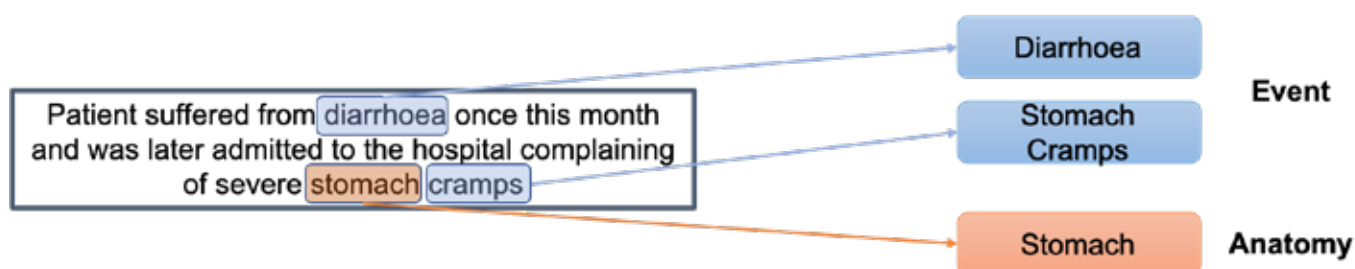 Patient suffered from diarrhoea once this month
and was later admitted to the hospital complaining
of severe stomach cramps
Diarrhoea
Stomach
Cramps
Event
Stomach
Anatomy